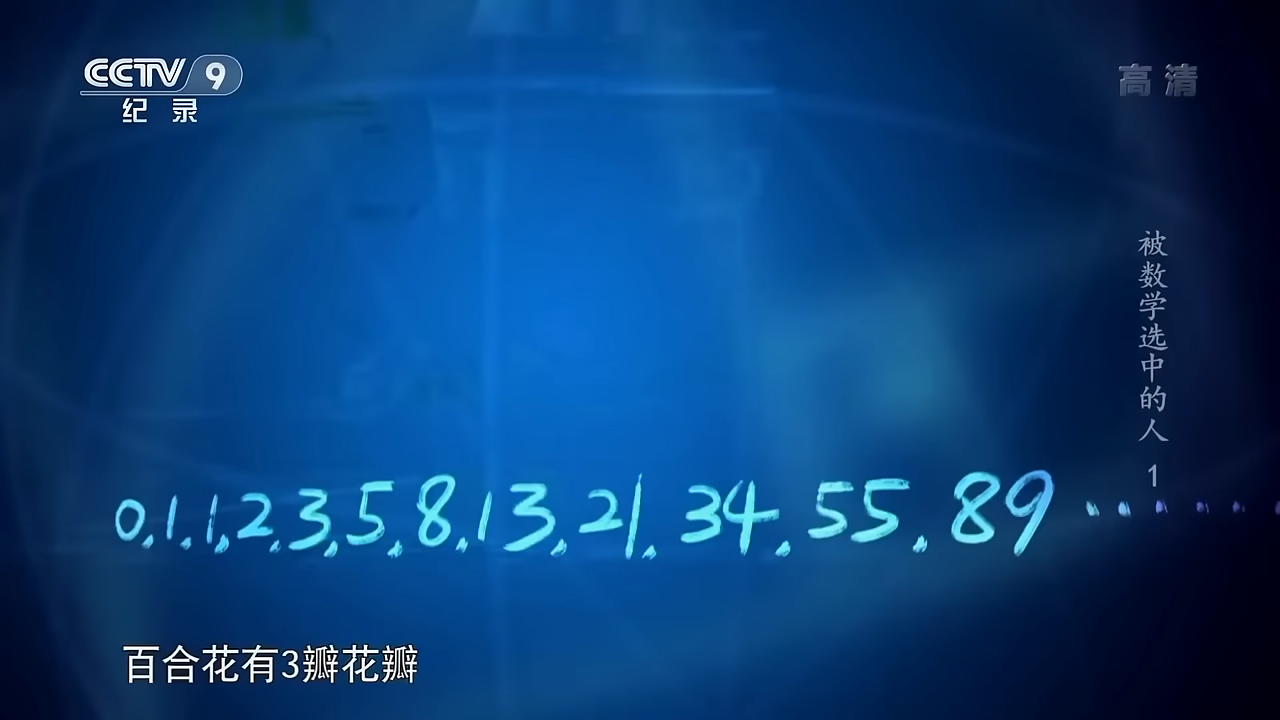 CCTV 9
纪录
高清
被数学选中的人 1
0,1,1,2,3,5,8,13,21,34,55,89......
百合花有3瓣花瓣